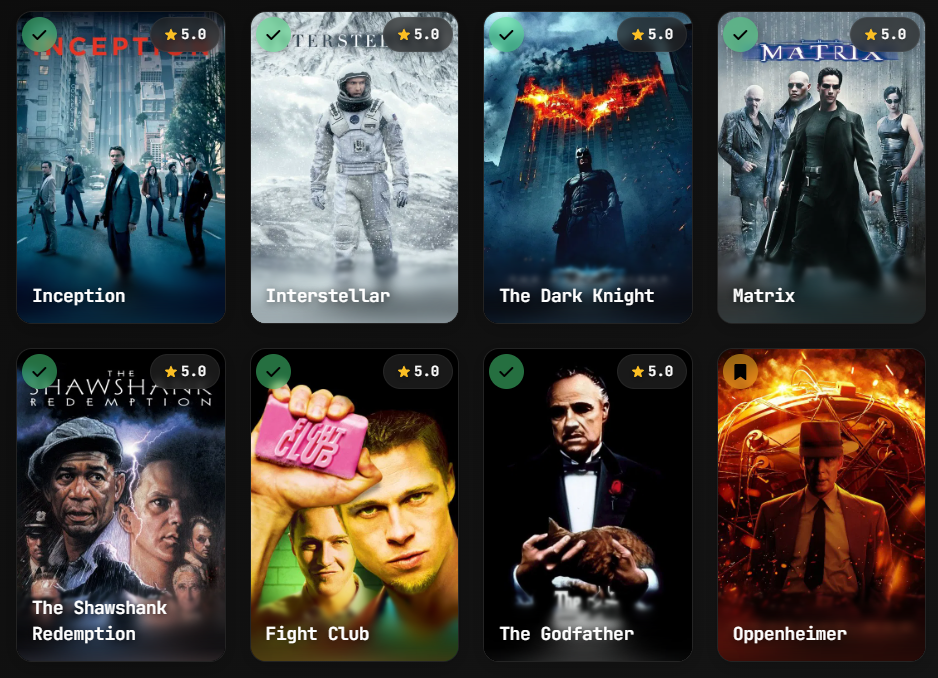 INCEPTION
5.0
Inception
INTERSTELLAR
5.0
Interstellar
5.0
The Dark Knight
THE
MATRIX
5.0
Matrix
THE
SHAWSHANK
REDEMPTION
5.0
The Shawshank
Redemption
FIGHT
CLUB
5.0
Fight Club
5.0
The Godfather
Oppenheimer